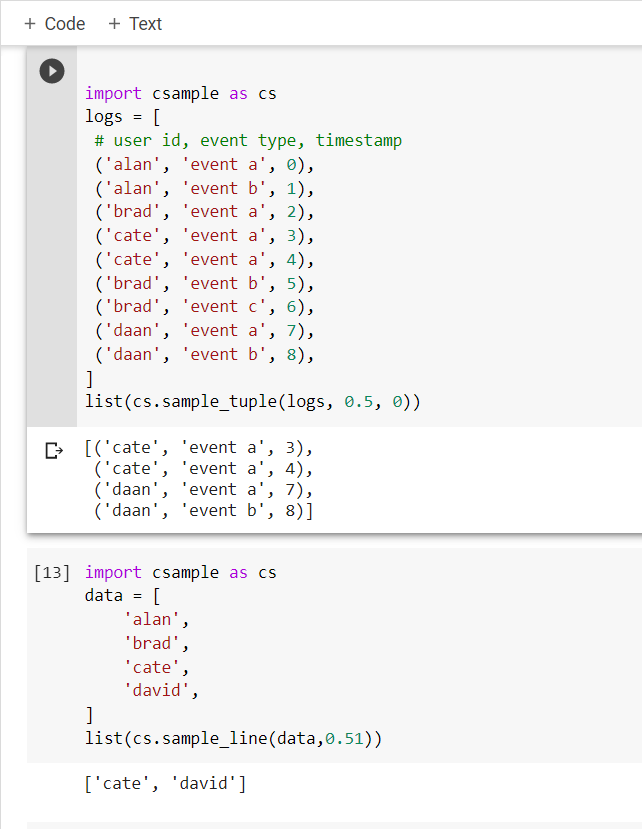 + Code + Text
import csample as cs
logs = [
# user id, event type, timestamp
('alan', 'event a', 0),
('alan', 'event b', 1),
('brad', 'event a', 2),
('cate', 'event a', 3),
('cate', 'event a', 4),
('brad', 'event b', 5),
('brad', 'event c', 6),
('daan', 'event a', 7),
('daan', 'event b', 8),
]
list(cs.sample_tuple(logs, 0.5, 0))
[('cate', 'event a', 3),
('cate', 'event a', 4),
('daan', 'event a', 7),
('daan', 'event b', 8)]
[13] import csample as cs
data = [
'alan',
'brad',
'cate',
'david',
]
list(cs.sample_line(data,0.51))
['cate', 'david']